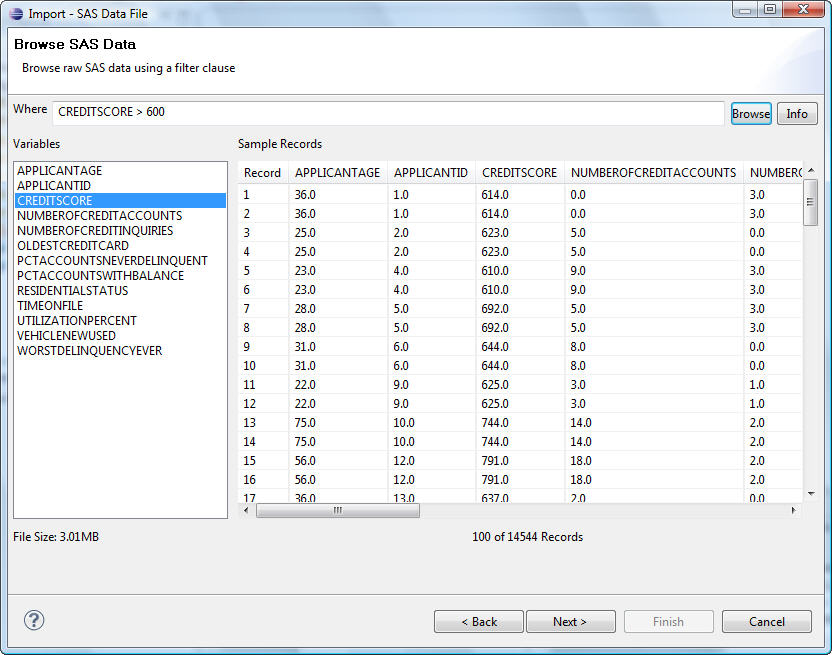 Import - SAS Data File
Browse SAS Data
Browse raw SAS data using a filter clause
Where CREDITSCORE > 600 Browse Info
Variables
APPLICANTAGE
APPLICANTID
CREDITSCORE
NUMBEROFCREDITACCOUNTS
NUMBEROFCREDITINQUIRIES
OLDESTCREDITCARD
PCTACCOUNTSNEVERDELINQUENT
PCTACCOUNTSWITHBALANCE
RESIDENTIALSTATUS
TIMEONFILE
UTILIZATIONPERCENT
VEHICLENEWUSED
WORSTDELINQUENCYEVER
Sample Records
Record APPLICANTAGE APPLICANTID CREDITSCORE NUMBEROFCREDITACCOUNTS NUMBERO
1 36.0 1.0 614.0 0.0 3.0
2 36.0 1.0 614.0 0.0 3.0
3 25.0 2.0 623.0 5.0 0.0
4 25.0 2.0 623.0 5.0 0.0
5 23.0 4.0 610.0 9.0 3.0
6 23.0 4.0 610.0 9.0 3.0
7 28.0 5.0 692.0 5.0 3.0
8 28.0 5.0 692.0 5.0 3.0
9 31.0 6.0 644.0 8.0 0.0
10 31.0 6.0 644.0 8.0 0.0
11 22.0 9.0 625.0 3.0 1.0
12 22.0 9.0 625.0 3.0 1.0
13 75.0 10.0 744.0 14.0 2.0
14 75.0 10.0 744.0 14.0 2.0
15 56.0 12.0 791.0 18.0 2.0
16 56.0 12.0 791.0 18.0 2.0
17 36.0 13.0 637.0 2.0 0.0
File Size: 3.01MB
100 of 14544 Records
? < Back Next > Finish Cancel